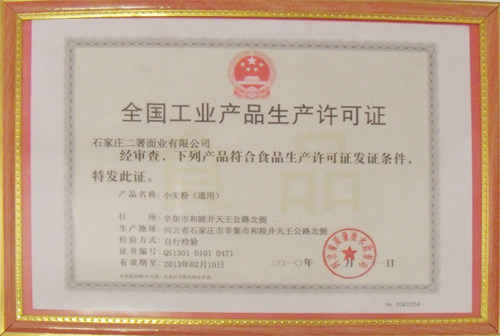 全国工业产品生产许可证
石家庄二署面业有限公司
经审查，下列产品符合食品生产许可证发证条件，
特发此证。
产品名称：小麦粉（通用）
住 所：辛集市和睦井天王公路北侧
生产地址：河北省石家庄市辛集市和睦井天王公路北侧
检验方式：自行检验
证书编号：QS1301 0101 0471
有效期至：2013年02月10日
二〇一〇年 月 一日
食品